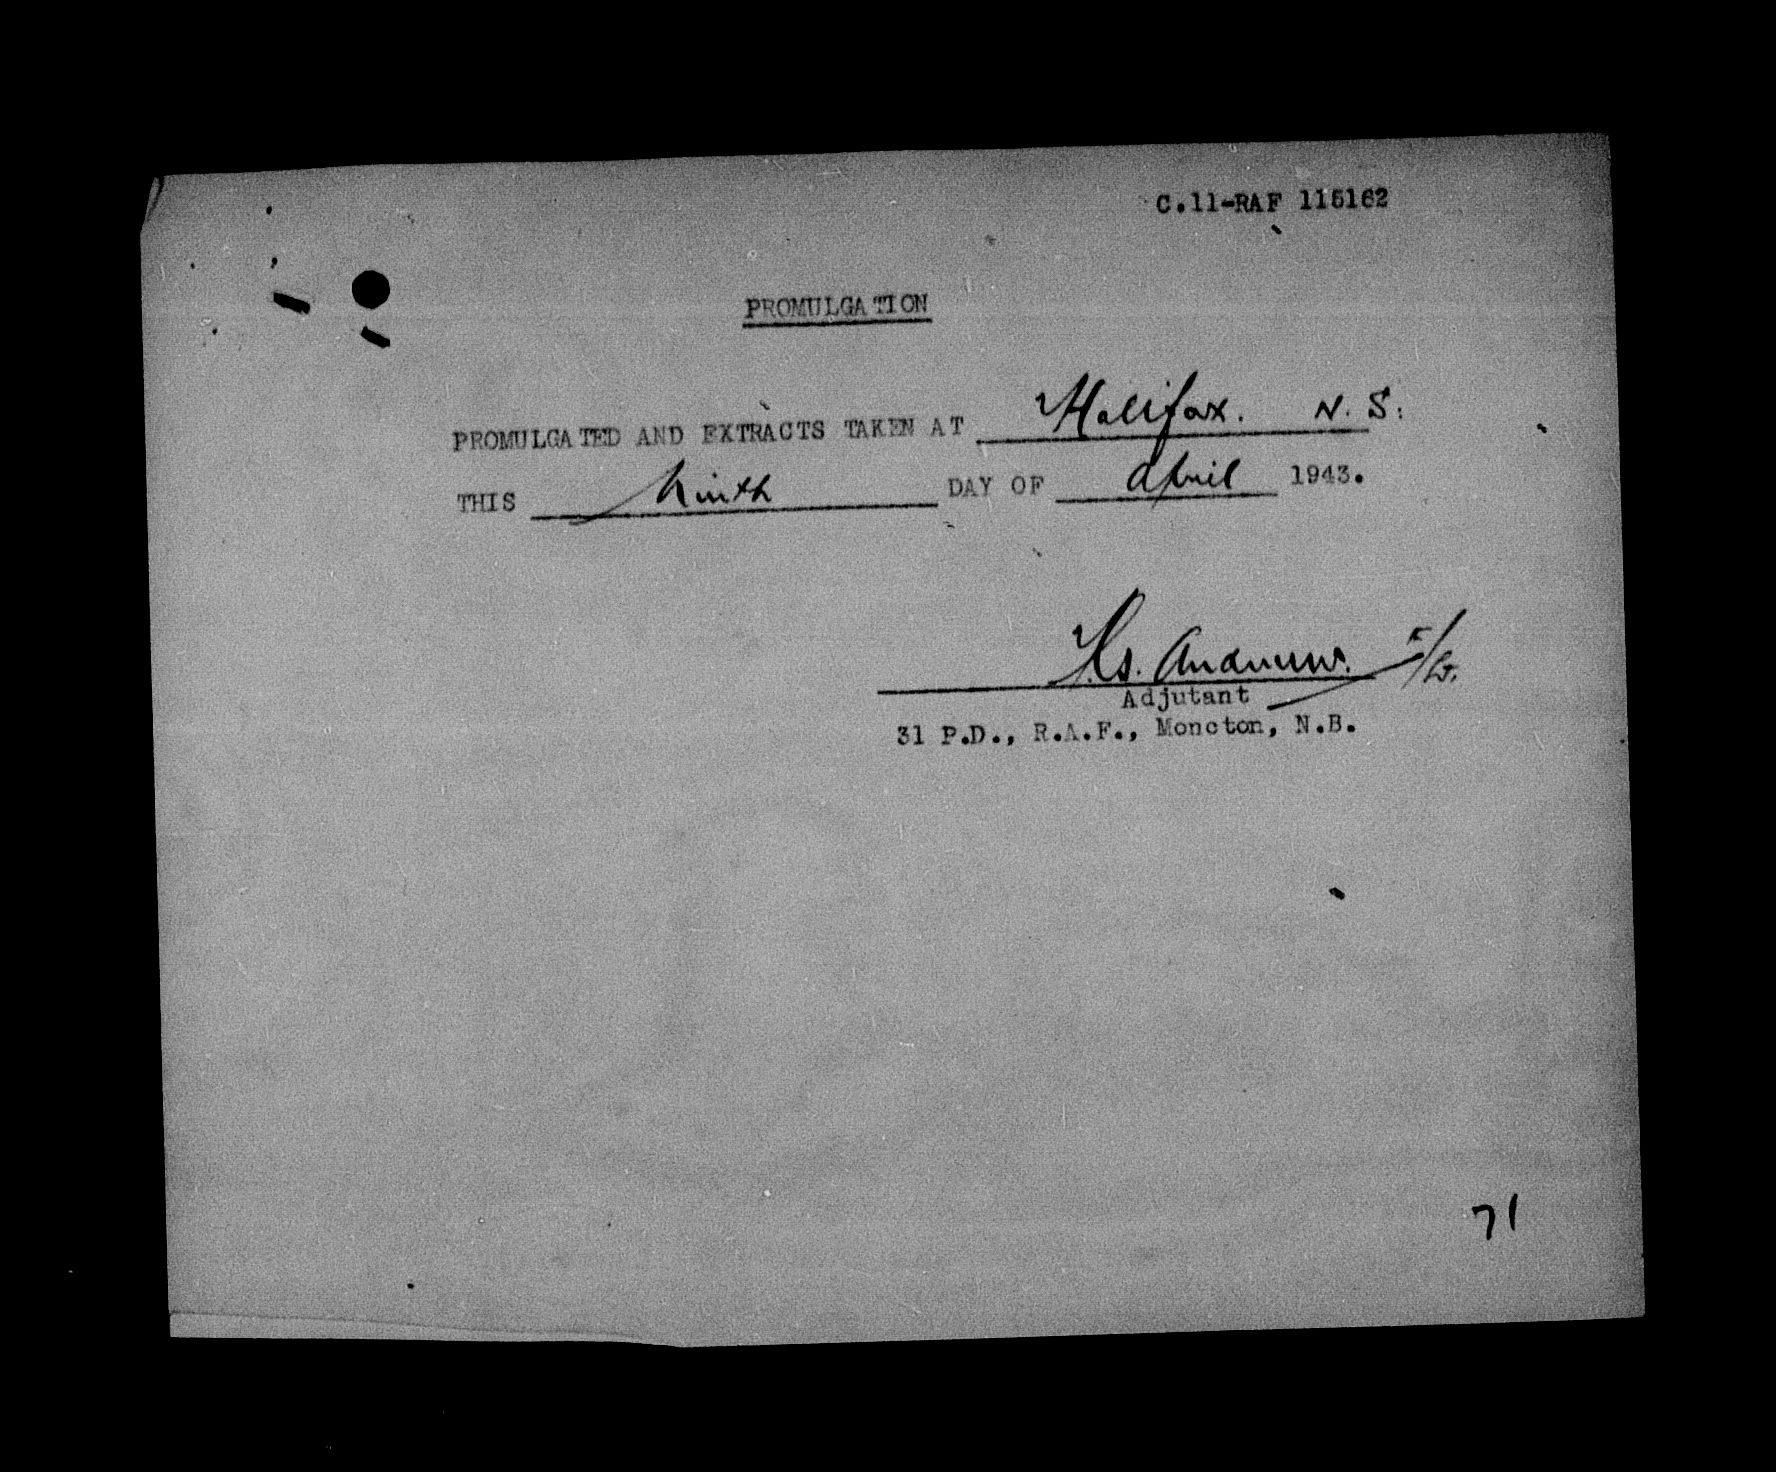 C.11-RAF 115162
PROMULGATION
PROMULGATED AND EXTRACTS TAKEN AT Halifax. N.S.
THIS Ninth DAY OF April 1943.
Andrews. F/Lt.
Adjutant
31 P.D., R.A.F., Moncton, N.B.
71